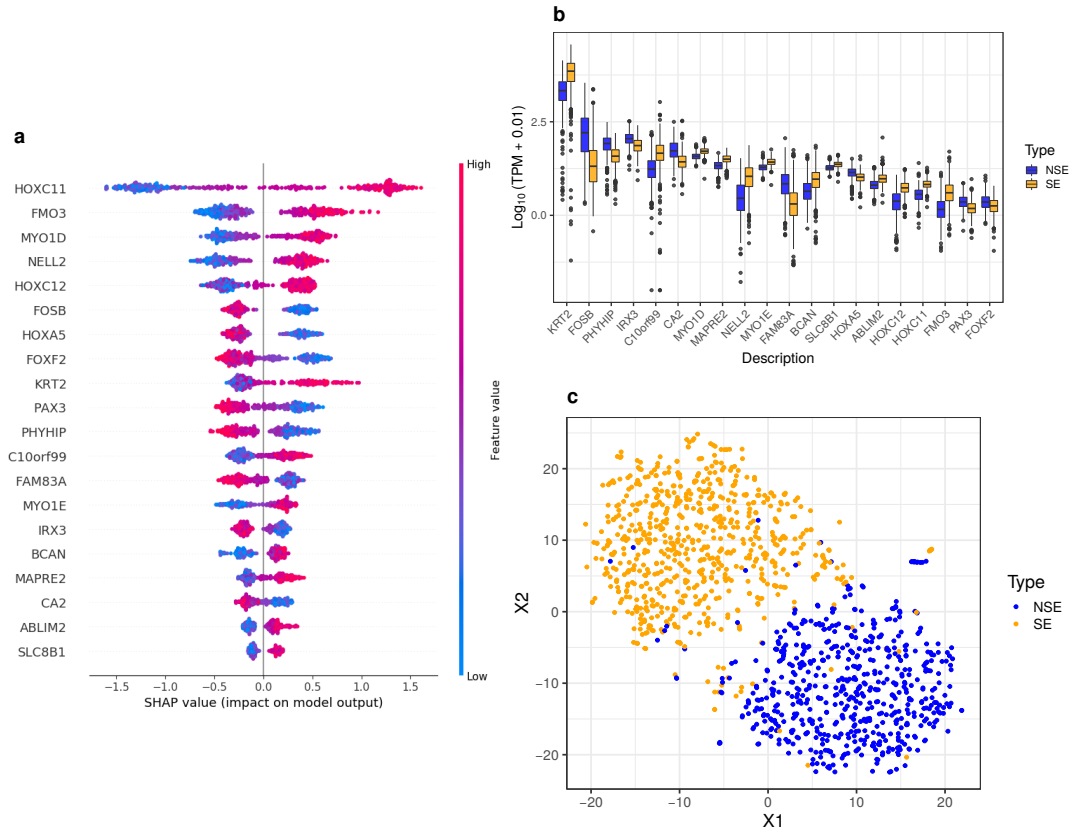 a
High
HOXC11
FMO3
MYO1D
NELL2
HOXC12
FOSB
HOXA5
FOXF2
KRT2
PAX3
PHYHIP
C10orf99
FAM83A
MYO1E
IRX3
BCAN
MAPRE2
CA2
ABLIM2
SLC8B1
Feature value
Low
−1.5 −1.0 −0.5 0.0 0.5 1.0 1.5
SHAP value (impact on model output)
b
Log10 (TPM + 0.01)
2.5
0.0
KRT2 FOSB PHYHIP IRX3 C10orf99 CA2 MYO1D MAPRE2 NELL2 MYO1E FAM83A BCAN SLC8B1 HOXA5 ABLIM2 HOXC12 HOXC11 FMO3 PAX3 FOXF2
Description
Type
NSE
SE
c
X2
20
10
0
−10
−20
−20 −10 0 10 20
X1
Type
NSE
SE